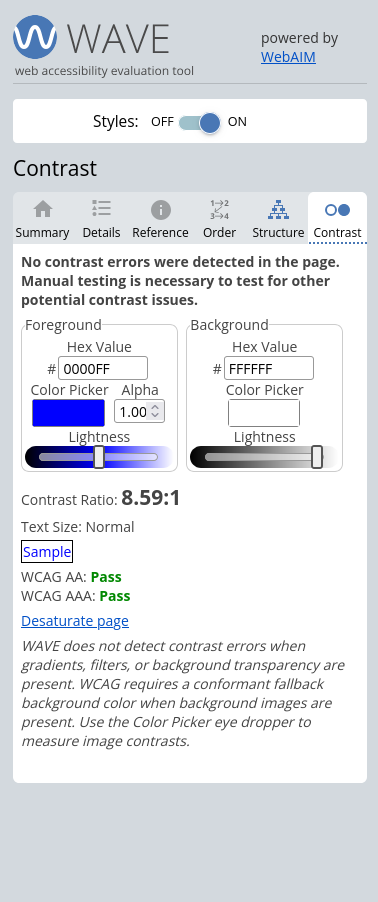 WAVE
web accessibility evaluation tool
powered by
WebAIM
Styles: OFF ON
Contrast
Summary Details Reference Order Structure Contrast
No contrast errors were detected in the page.
Manual testing is necessary to test for other
potential contrast issues.
Foreground Background
Hex Value Hex Value
# 0000FF # FFFFFF
Color Picker Alpha Color Picker
1.00
Lightness Lightness
Contrast Ratio: 8.59:1
Text Size: Normal
Sample
WCAG AA: Pass
WCAG AAA: Pass
Desaturate page
WAVE does not detect contrast errors when
gradients, filters, or background transparency are
present. WCAG requires a conformant fallback
background color when background images are
present. Use the Color Picker eye dropper to
measure image contrasts.